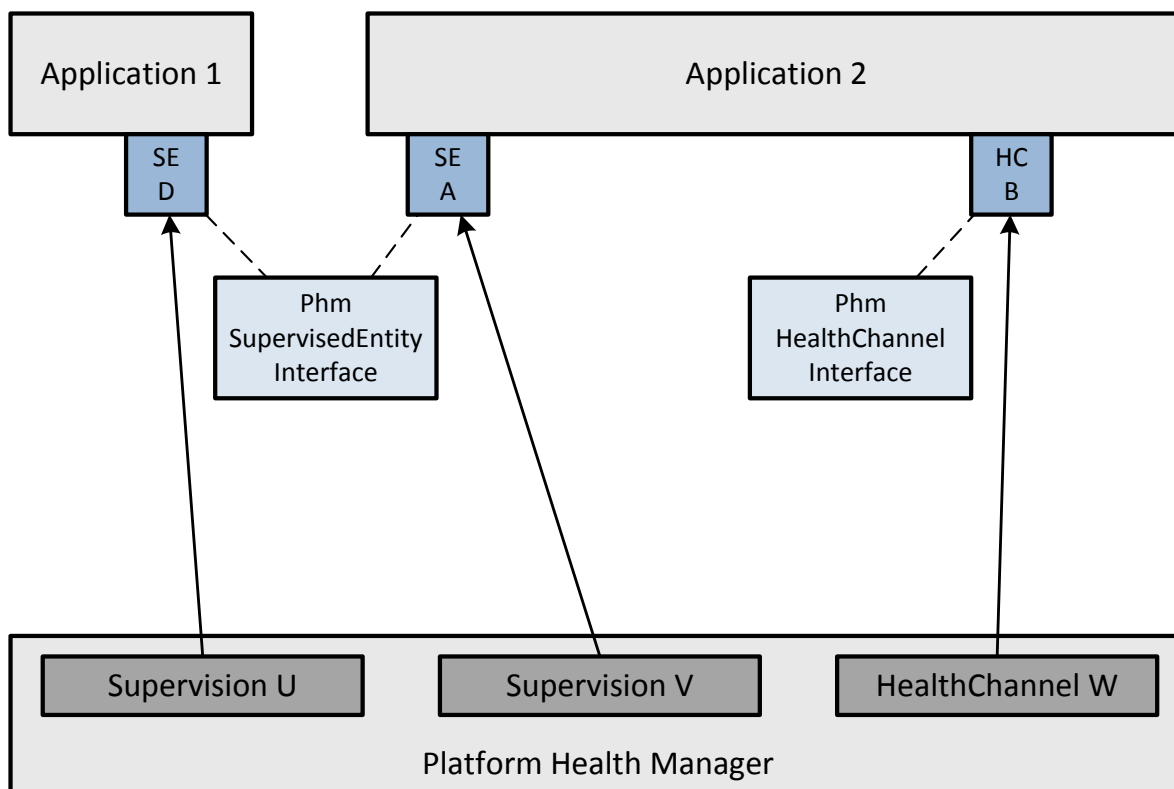 Application 1
Application 2
SE
D
SE
A
HC
B
Phm
SupervisedEntity
Interface
Phm
HealthChannel
Interface
Supervision U
Supervision V
HealthChannel W
Platform Health Manager